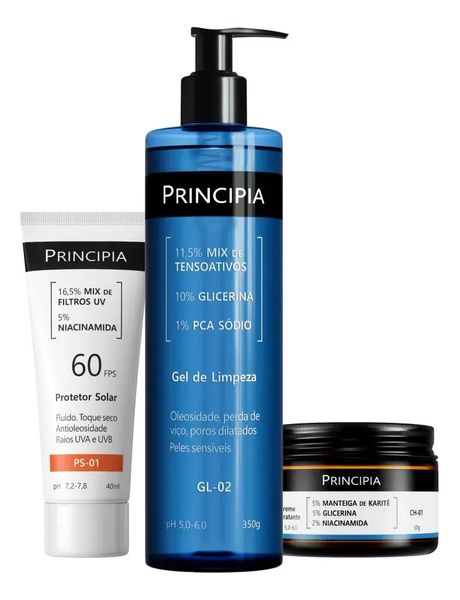 PRINCIPIA
16,5% MIX DE
FILTROS UV
5%
NIACINAMIDA
60 FPS
Protetor Solar
Fluido. Toque seco
Antioleosidade
Raios UVA e UVB
PS-01
pH 7,2-7,8 40ml
PRINCIPIA
11,5% MIX DE
TENSOATIVOS
10% GLICERINA
1% PCA SÓDIO
Gel de Limpeza
Oleosidade, perda de
viço, poros dilatados
Peles sensíveis
GL-02
pH 5,0-6,0 350g
PRINCIPIA
5% MANTEIGA DE KARITÉ
5% GLICERINA
2% NIACINAMIDA
CH-01
50g